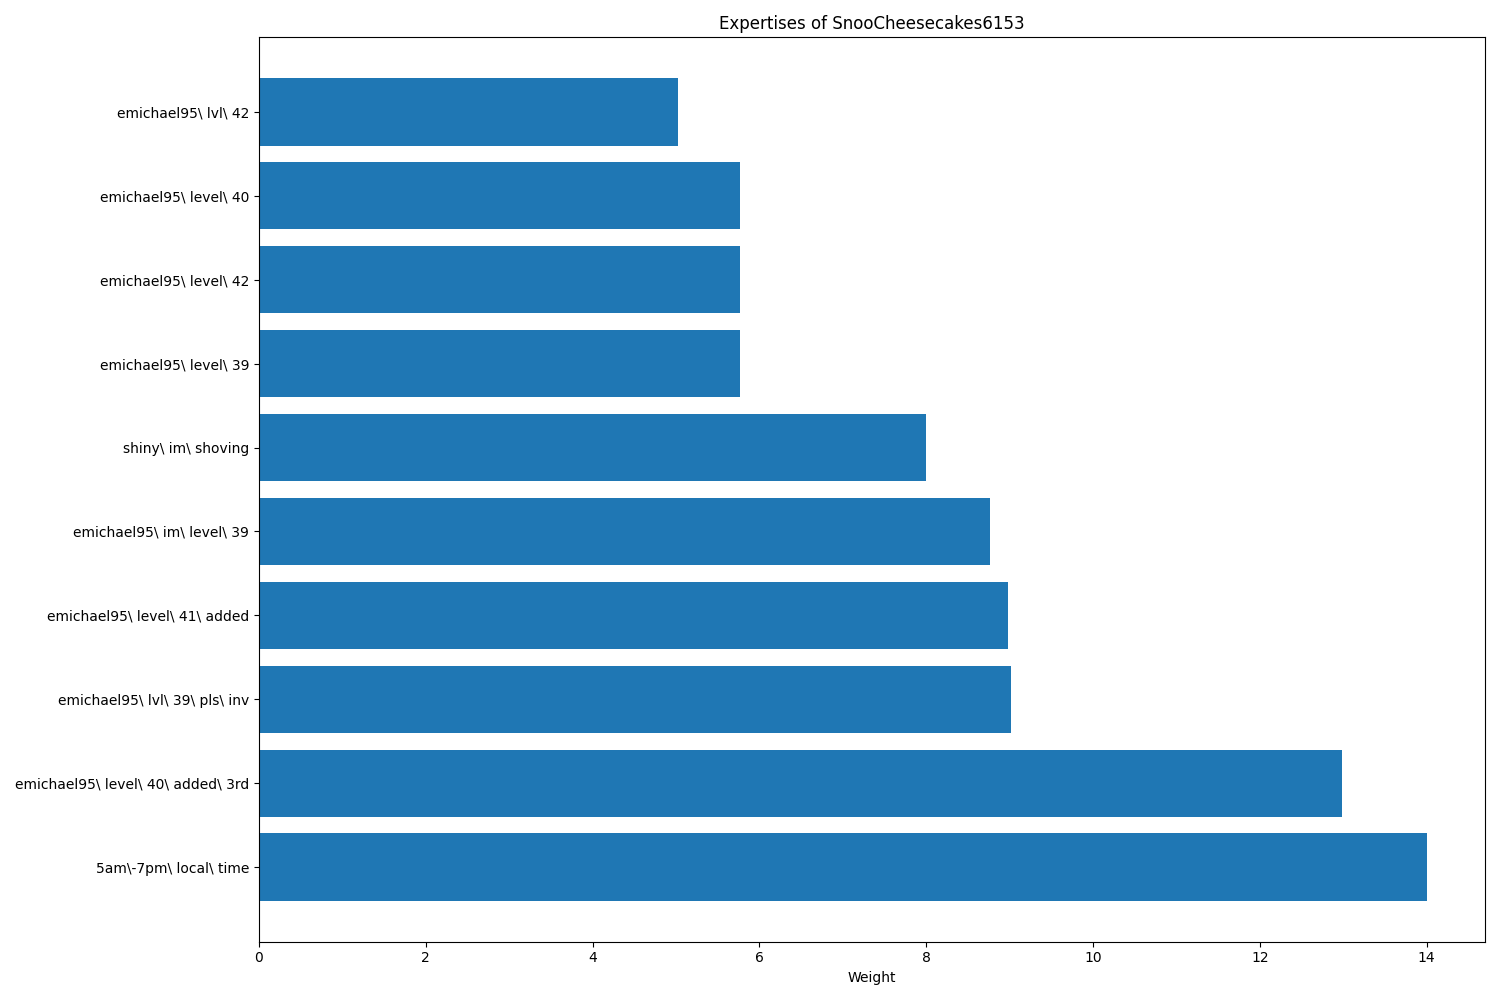 Expertises of SnooCheesecakes6153
emichael95\ lvl\ 42
emichael95\ level\ 40
emichael95\ level\ 42
emichael95\ level\ 39
shiny\ im\ shoving
emichael95\ im\ level\ 39
emichael95\ level\ 41\ added
emichael95\ lvl\ 39\ pls\ inv
emichael95\ level\ 40\ added\ 3rd
5am\-7pm\ local\ time
0 2 4 6 8 10 12 14
Weight